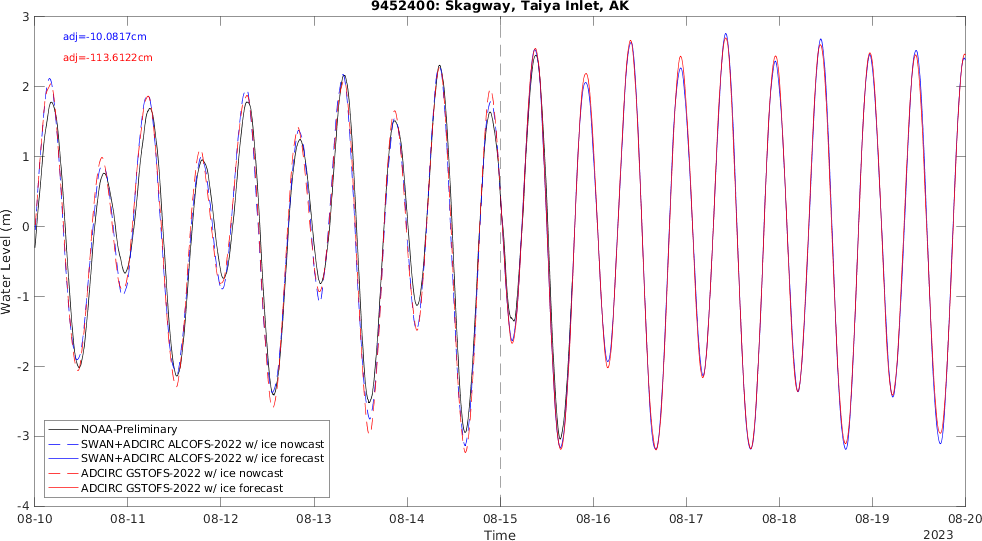 9452400: Skagway, Taiya Inlet, AK
adj=-10.0817cm
adj=-113.6122cm
Water Level (m)
3
2
1
0
-1
-2
-3
-4
NOAA-Preliminary
SWAN+ADCIRC ALCOFS-2022 w/ ice nowcast
SWAN+ADCIRC ALCOFS-2022 w/ ice forecast
ADCIRC GSTOFS-2022 w/ ice nowcast
ADCIRC GSTOFS-2022 w/ ice forecast
08-10 08-11 08-12 08-13 08-14 08-15 08-16 08-17 08-18 08-19 08-20
Time
2023